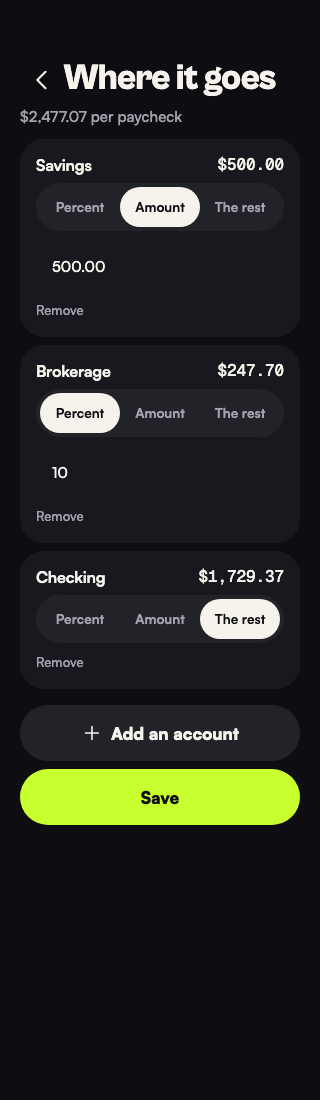 Where it goes
$2,477.07 per paycheck
Savings $500.00
Percent Amount The rest
500.00
Remove
Brokerage $247.70
Percent Amount The rest
10
Remove
Checking $1,729.37
Percent Amount The rest
Remove
Add an account
Save